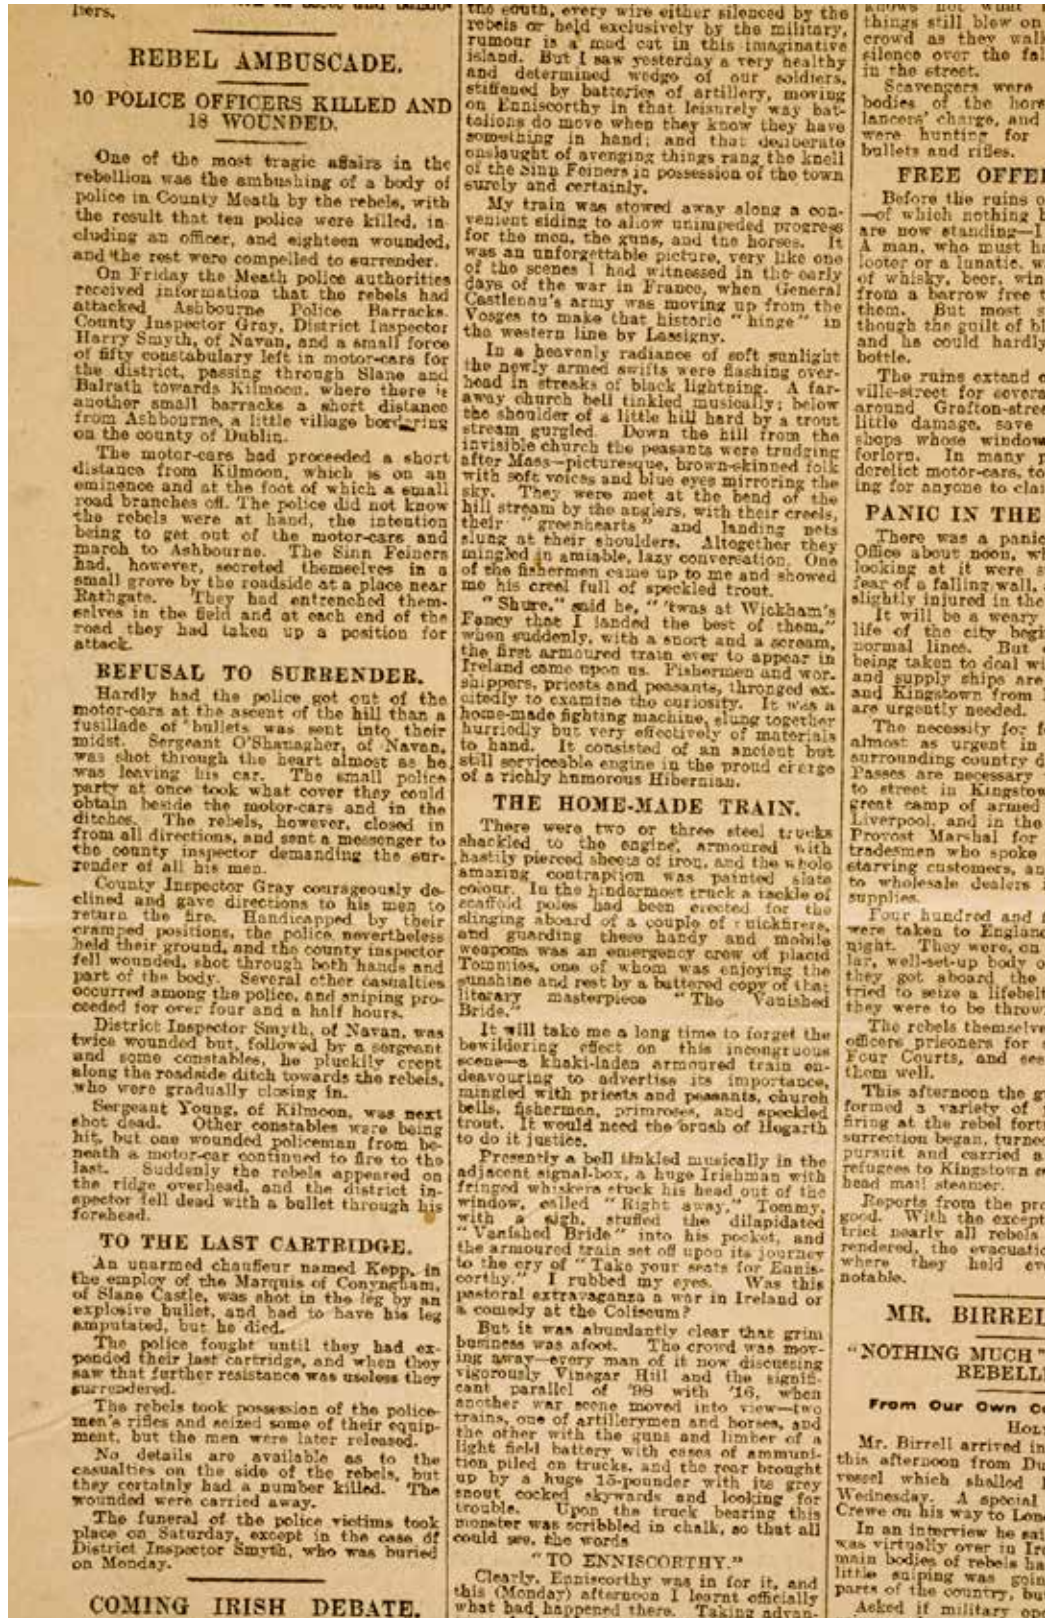 tiers.
REBEL AMBUSCADE.
10 POLICE OFFICERS KILLED AND
18 WOUNDED.
One of the most tragic affairs in the
rebellion was the ambushing of a body of
police in County Meath by the rebels, with
the result that ten police were killed, in-
cluding an officer, and eighteen wounded,
and the rest were compelled to surrender.
On Friday the Meath police authorities
received information that the rebels had
attacked Ashbourne Police Barracks.
County Inspector Gray, District Inspector
Harry Smyth, of Navan, and a small force
of fifty constabulary left in motor-cars for
the district, passing through Slane and
Balrath towards Kilmoon, where there is
another small barracks a short distance
from Ashbourne, a little village bordering
on the county of Dublin.
The motor-cars had proceeded a short
distance from Kilmoon, which is on an
eminence and at the foot of which a small
road branches off. The police did not know
the rebels were at hand, the intention
being to get out of the motor-cars and
march to Ashbourne. The Sinn Feiners
had, however, secreted themselves in a
small grove by the roadside at a place near
Rathgate. They had entrenched them-
selves in the field and at each end of the
road they had taken up a position for
attack.
REFUSAL TO SURRENDER.
Hardly had the police got out of the
motor-cars at the ascent of the hill than a
fusillade of bullets was sent into their
midst. Sergeant O'Shanagher, of Navan,
was shot through the heart almost as he
was leaving his car. The small police
party at once took what cover they could
obtain beside the motor-cars and in the
ditches. The rebels, however, closed in
from all directions, and sent a messenger to
the county inspector demanding the sur-
render of all his men.
County Inspector Gray courageously de-
clined and gave directions to his men to
return the fire. Handicapped by their
cramped positions, the police nevertheless
held their ground, and the county inspector
fell wounded, shot through both hands and
part of the body. Several other casualties
occurred among the police, and sniping pro-
ceeded for over four and a half hours.
District Inspector Smyth, of Navan, was
twice wounded but, followed by a sergeant
and some constables, he pluckily crept
along the roadside ditch towards the rebels,
who were gradually closing in.
Sergeant Young, of Kilmoon, was next
shot dead. Other constables were being
hit, but one wounded policeman from be-
neath a motor-car continued to fire to the
last. Suddenly the rebels appeared on
the ridge overhead, and the district in-
spector fell dead with a bullet through his
forehead.
TO THE LAST CARTRIDGE.
An unarmed chauffeur named Kepp, in
the employ of the Marquis of Conyngham,
of Slane Castle, was shot in the leg by an
explosive bullet, and had to have his leg
amputated, but he died.
The police fought until they had ex-
pended their last cartridge, and when they
saw that further resistance was useless they
surrendered.
The rebels took possession of the police-
men's rifles and seized some of their equip-
ment, but the men were later released.
No details are available as to the
casualties on the side of the rebels, but
they certainly had a number killed. The
wounded were carried away.
The funeral of the police victims took
place on Saturday, except in the case of
District Inspector Smyth, who was buried
on Monday.
COMING IRISH DEBATE.
the south, every wire either silenced by the
rebels or held exclusively by the military,
rumour is a mad cat in this imaginative
island. But I saw yesterday a very healthy
and determined wedge of our soldiers,
stiffened by batteries of artillery, moving
on Enniscorthy in that leisurely way bat-
talions do move when they know they have
something in hand; and that deliberate
onslaught of avenging things rang the knell
of the Sinn Feiners in possession of the town
surely and certainly.
My train was stowed away along a con-
venient siding to allow unimpeded progress
for the men, the guns, and the horses. It
was an unforgettable picture, very like one
of the scenes I had witnessed in the early
days of the war in France, when General
Castlenau's army was moving up from the
Vosges to make that historic "hinge" in
the western line by Lassigny.
In a heavenly radiance of soft sunlight
the newly armed swifts were flashing over-
head in streaks of black lightning. A far-
away church bell tinkled musically; below
the shoulder of a little hill hard by a trout
stream gurgled. Down the hill from the
invisible church the peasants were trudging
after Mass—picturesque, brown-skinned folk
with soft voices and blue eyes mirroring the
sky. They were met at the bend of the
hill stream by the anglers, with their creels,
their "greenhearts" and landing nets
slung at their shoulders. Altogether they
mingled in amiable, lazy conversation. One
of the fishermen came up to me and showed
me his creel full of speckled trout.
"Shure," said he, "'twas at Wickham's
Fancy that I landed the best of them,"
when suddenly, with a snort and a scream,
the first armoured train ever to appear in
Ireland came upon us. Fishermen and wor-
shippers, priests and peasants, thronged ex-
citedly to examine the curiosity. It was a
home-made fighting machine, slung together
hurriedly but very effectively of materials
to hand. It consisted of an ancient but
still serviceable engine in the proud charge
of a richly humorous Hibernian.
THE HOME-MADE TRAIN.
There were two or three steel trucks
shackled to the engine, armoured with
hastily pierced sheets of iron, and the whole
amazing contraption was painted slate
colour. In the hindermost truck a tackle of
scaffold poles had been erected for the
slinging aboard of a couple of quickfirers,
and guarding these handy and mobile
weapons was an emergency crew of placid
Tommies, one of whom was enjoying the
sunshine and rest by a battered copy of that
literary masterpiece "The Vanished
Bride."
It will take me a long time to forget the
bewildering effect on this incongruous
scene—a khaki-laden armoured train en-
deavouring to advertise its importance,
mingled with priests and peasants, church
bells, fishermen, primroses, and speckled
trout. It would need the brush of Hogarth
to do it justice.
Presently a bell tinkled musically in the
adjacent signal-box, a huge Irishman with
fringed whiskers stuck his head out of the
window, called "Right away," Tommy,
with a sigh, stuffed the dilapidated
"Vanished Bride" into his pocket, and
the armoured train set off upon its journey
to the cry of "Take your seats for Ennis-
corthy." I rubbed my eyes. Was this
pastoral extravaganza a war in Ireland or
a comedy at the Coliseum?
But it was abundantly clear that grim
business was afoot. The crowd was mov-
ing away—every man of it now discussing
vigorously Vinegar Hill and the signifi-
cant parallel of '98 with '16, when
another war scene moved into view—two
trains, one of artillerymen and horses, and
the other with the guns and limber of a
light field battery with cases of ammuni-
tion piled on trucks, and the rear brought
up by a huge 15-pounder with its grey
snout cocked skywards and looking for
trouble. Upon the truck bearing this
monster was scribbled in chalk, so that all
could see, the words
"TO ENNISCORTHY."
Clearly, Enniscorthy was in for it, and
this (Monday) afternoon I learnt officially
what had happened there. Taking advan-
knows not what
things still blew on
crowd as they walk
silence over the fal
in the street.
Scavengers were
bodies of the hors
lancers' charge, and
were hunting for
bullets and rifles.
FREE OFFE
Before the ruins o
—of which nothing b
are now standing—I
A man, who must ha
looter or a lunatic, w
of whisky, beer, win
from a barrow free t
them. But most s
though the guilt of bl
and he could hardly
bottle.
The ruins extend o
ville-street for severa
around Grafton-stree
little damage, save
shops whose window
forlorn. In many p
derelict motor-cars, to
ing for anyone to clai
PANIC IN THE
There was a panic
Office about noon, wh
looking at it were s
fear of a falling wall,
slightly injured in the
It will be a weary
life of the city begi
normal lines. But
being taken to deal wi
and supply ships are
and Kingstown from
are urgently needed.
The necessity for f
almost as urgent in
surrounding country d
Passes are necessary
to street in Kingstow
great camp of armed
Liverpool, and in the
Provost Marshal for
tradesmen who spoke
starving customers, an
to wholesale dealers
supplies.
Four hundred and
were taken to England
night. They were, on
lar, well-set-up body o
they got aboard the
tried to seize a lifebelt
they were to be throw
The rebels themselve
officers prisoners for
Four Courts, and see
them well.
This afternoon the g
formed a variety of
firing at the rebel forti
surrection began, turned
pursuit and carried a
refugees to Kingstown
head mail steamer.
Reports from the pro
good. With the except
trict nearly all rebels
rendered, the evacuatio
where they held ev
notable.
MR. BIRREL
"NOTHING MUCH"
REBELL
From Our Own C
HOL
Mr. Birrell arrived in
this afternoon from Du
vessel which shelled
Wednesday. A special
Crewe on his way to Lon
In an interview he sai
was virtually over in Ir
main bodies of rebels ha
little sniping was goin
parts of the country, bu
Asked if military ope